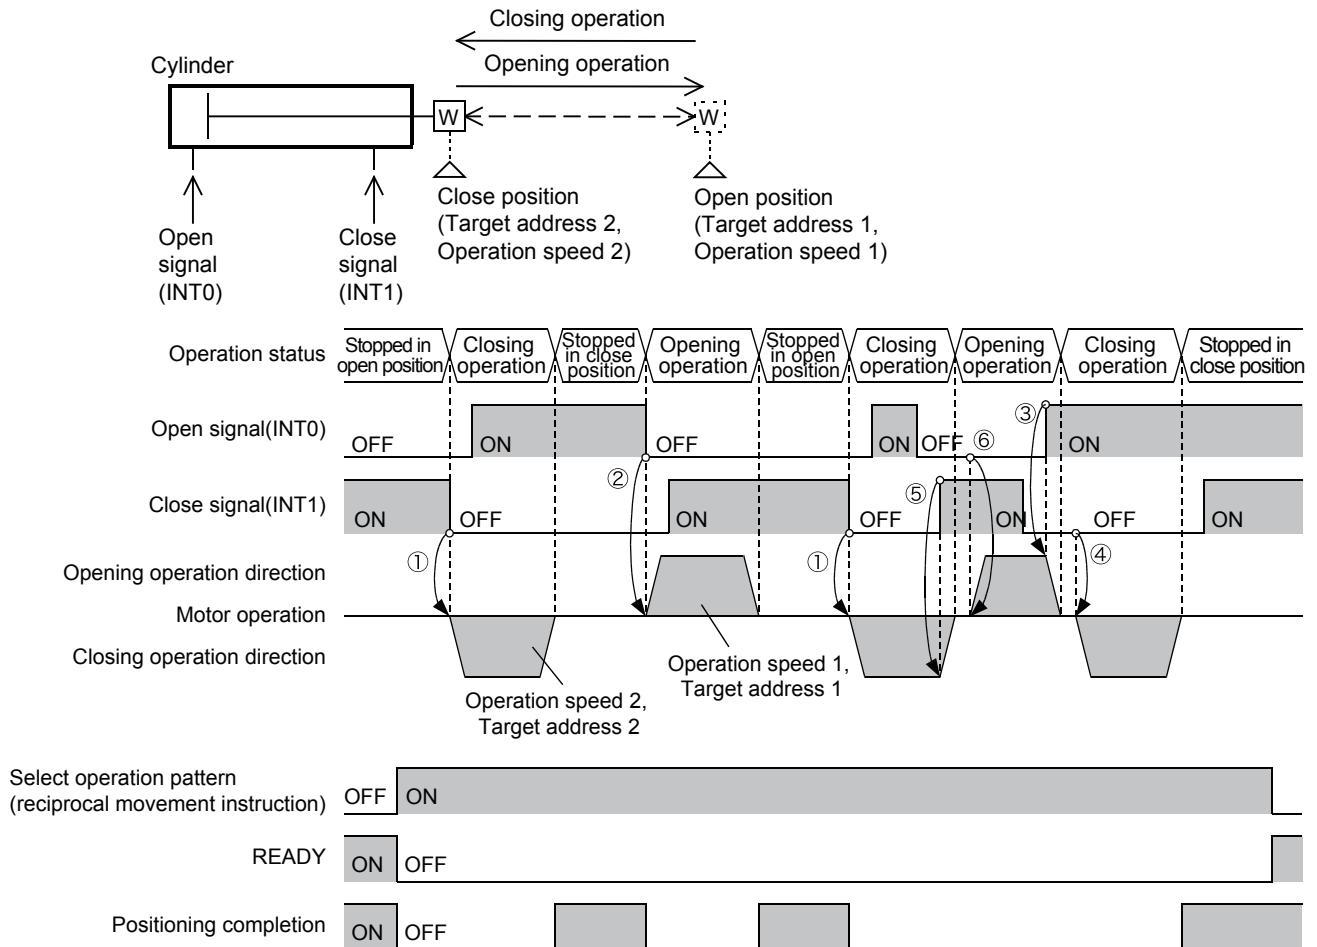 Closing operation
Opening operation
Cylinder
W
W
Close position
(Target address 2,
Operation speed 2)
Open position
(Target address 1,
Operation speed 1)
Open
signal
(INT0)
Close
signal
(INT1)
Operation status
Stopped in
open position
Closing
operation
Stopped
in close
position
Opening
operation
Stopped
in open
position
Closing
operation
Opening
operation
Closing
operation
Stopped in
close position
Open signal(INT0)
OFF
ON
②
OFF
ON
OFF
⑥
③
ON
Close signal(INT1)
ON
OFF
①
ON
①
OFF
⑤
ON
OFF
④
ON
Opening operation direction
Motor operation
Closing operation direction
Operation speed 2,
Target address 2
Operation speed 1,
Target address 1
Select operation pattern
(reciprocal movement instruction)
OFF
ON
READY
ON
OFF
Positioning completion
ON
OFF